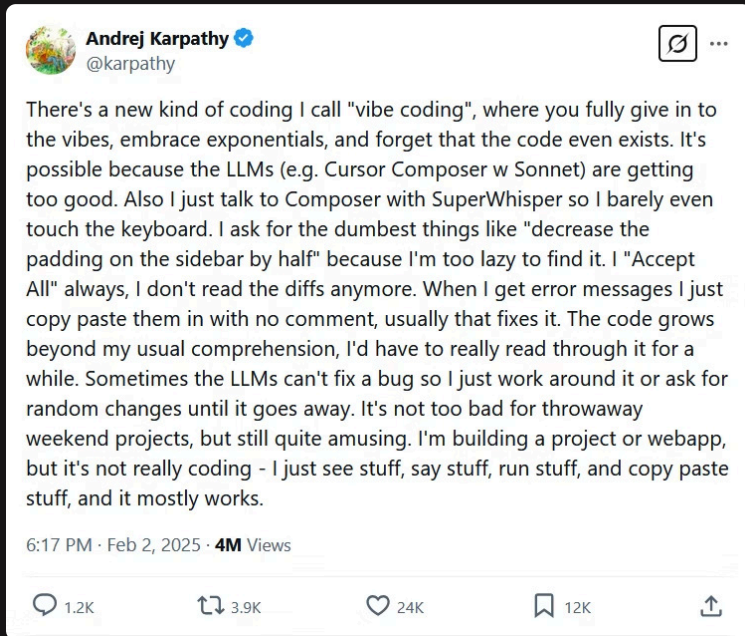 Andrej Karpathy
@karpathy
There's a new kind of coding I call "vibe coding", where you fully give in to
the vibes, embrace exponentials, and forget that the code even exists. It's
possible because the LLMs (e.g. Cursor Composer w Sonnet) are getting
too good. Also I just talk to Composer with SuperWhisper so I barely even
touch the keyboard. I ask for the dumbest things like "decrease the
padding on the sidebar by half" because I'm too lazy to find it. I "Accept
All" always, I don't read the diffs anymore. When I get error messages I just
copy paste them in with no comment, usually that fixes it. The code grows
beyond my usual comprehension, I'd have to really read through it for a
while. Sometimes the LLMs can't fix a bug so I just work around it or ask for
random changes until it goes away. It's not too bad for throwaway
weekend projects, but still quite amusing. I'm building a project or webapp,
but it's not really coding - I just see stuff, say stuff, run stuff, and copy paste
stuff, and it mostly works.
6:17 PM · Feb 2, 2025 · 4M Views
1.2K 3.9K 24K 12K